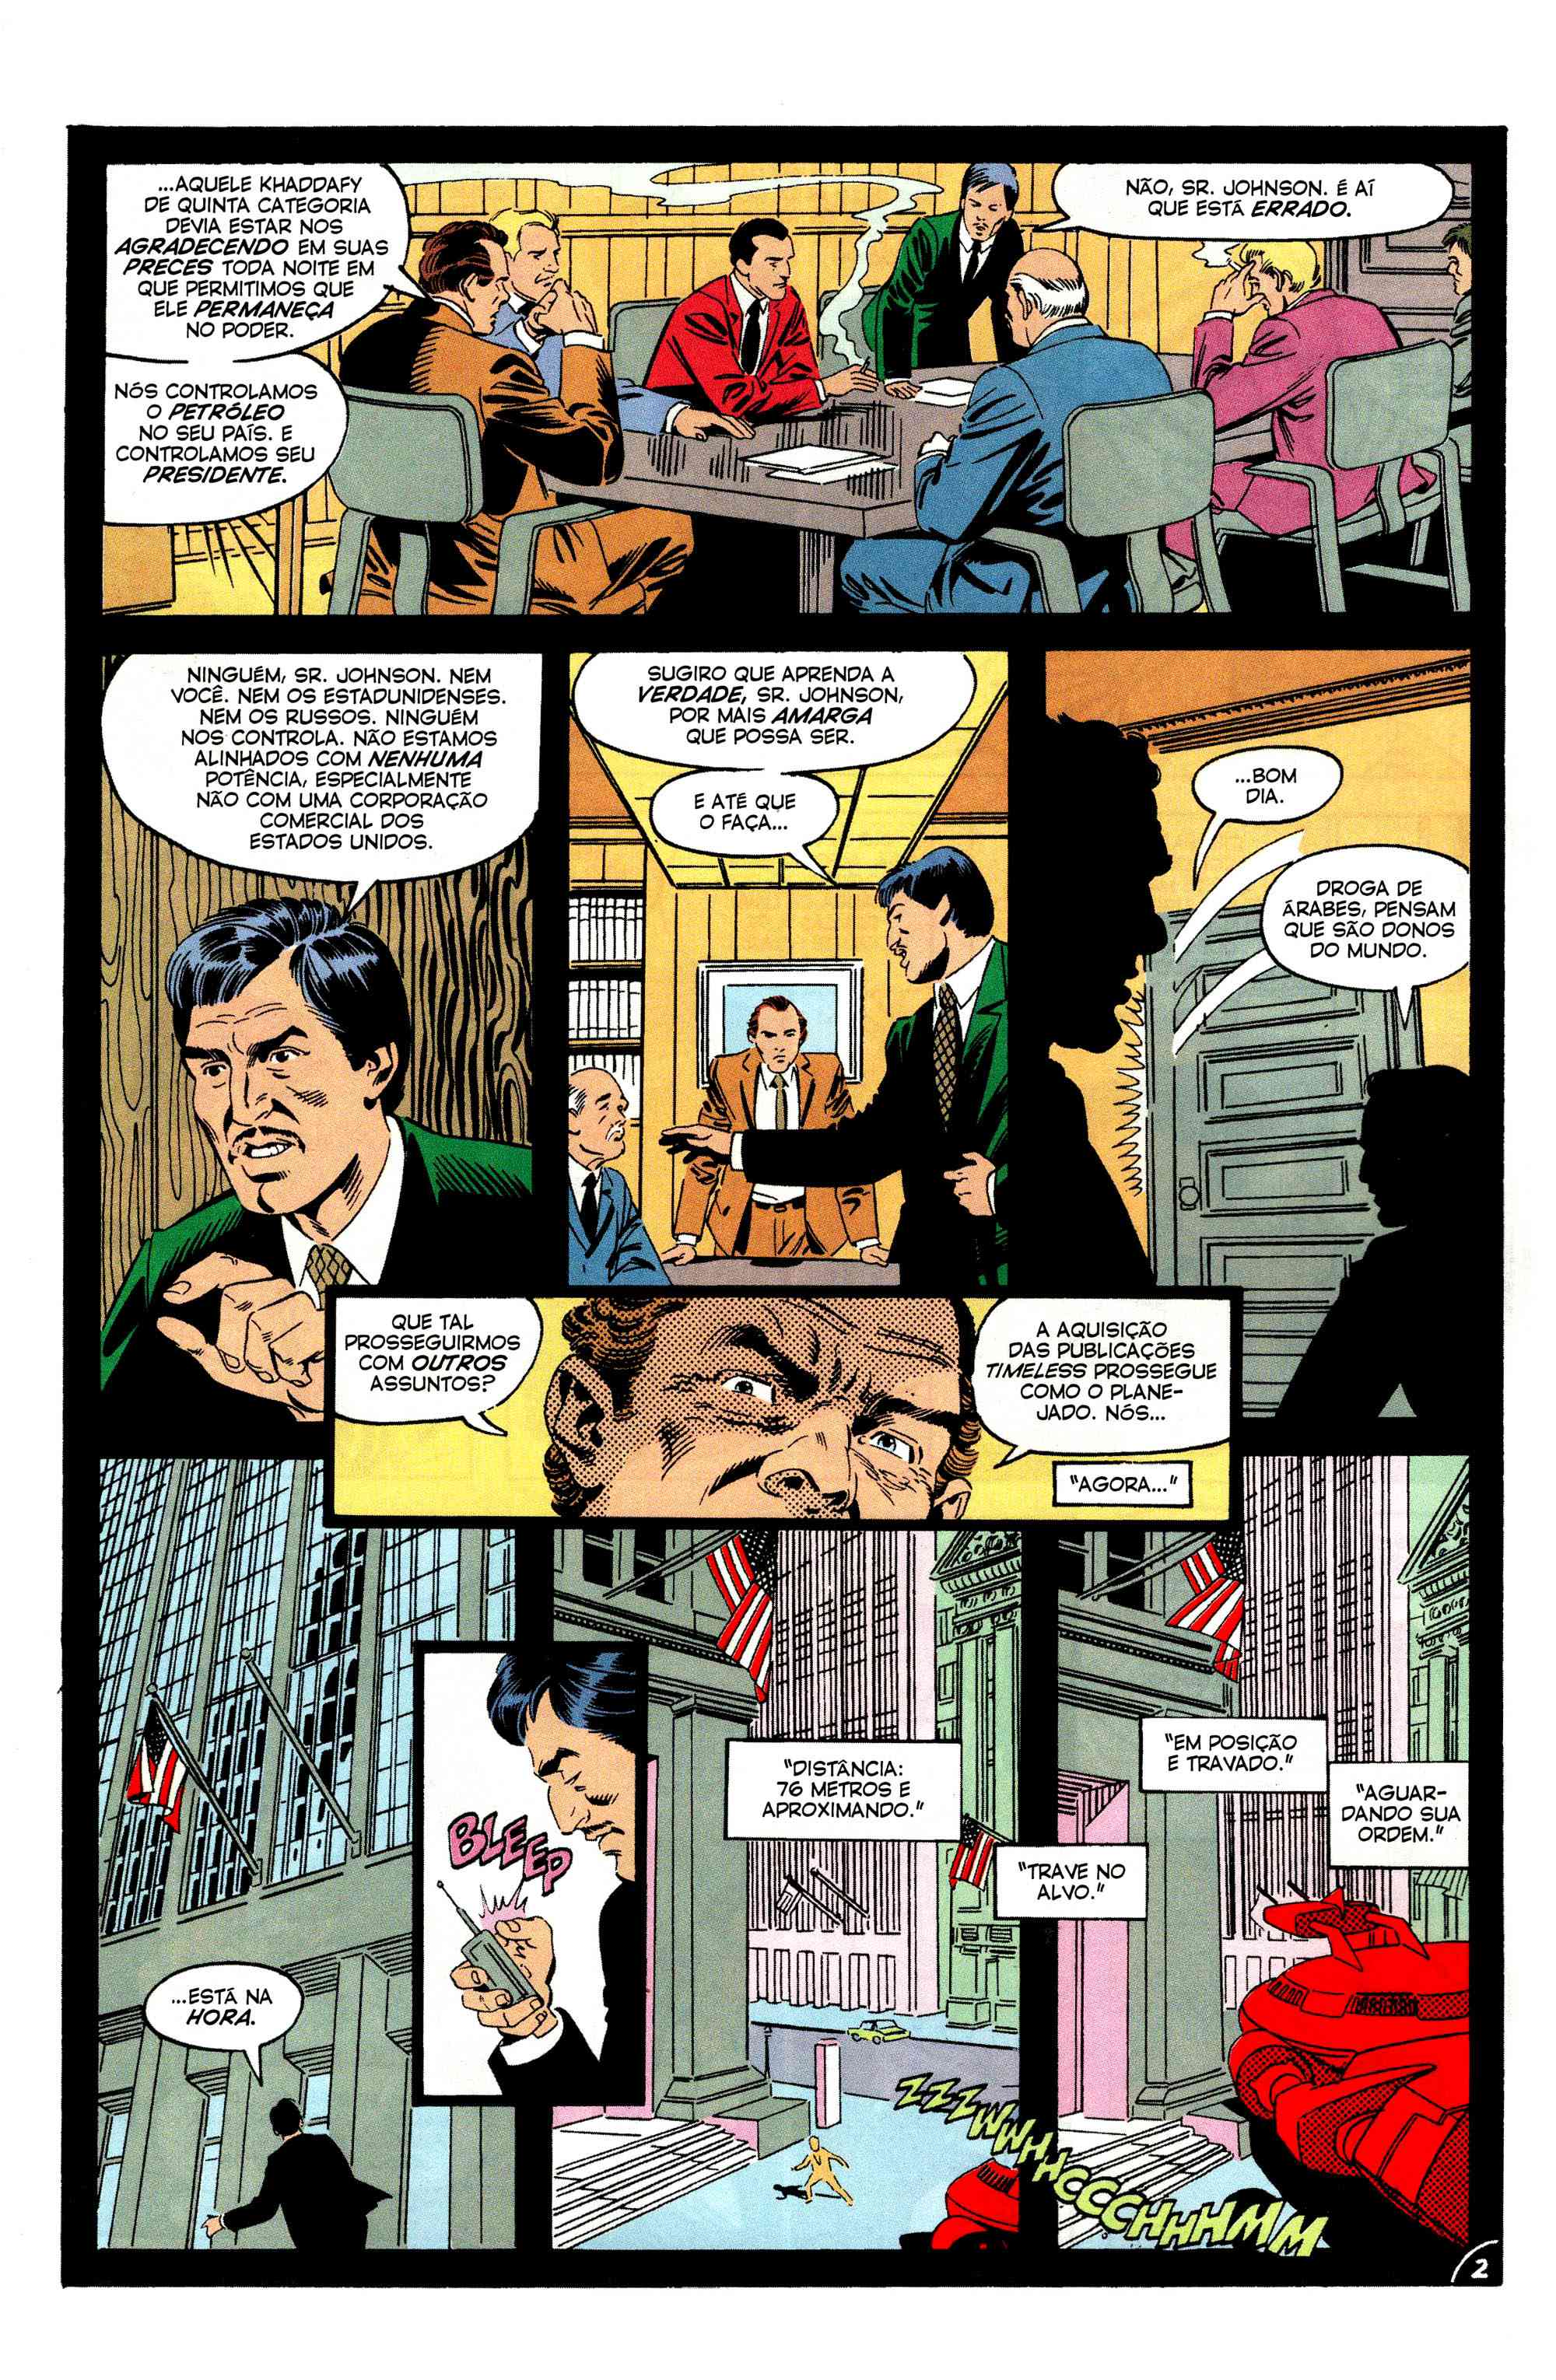 ...AQUELE KHADDAFY
DE QUINTA CATEGORIA
DEVIA ESTAR NOS
AGRADECENDO EM SUAS
PRECES TODA NOITE EM
QUE PERMITIMOS QUE
ELE PERMANEÇA
NO PODER.
NÓS CONTROLAMOS
O PETRÓLEO
NO SEU PAÍS. E
CONTROLAMOS SEU
PRESIDENTE.
NÃO, SR. JOHNSON. É AÍ
QUE ESTÁ ERRADO.
NINGUÉM, SR. JOHNSON. NEM
VOCÊ. NEM OS ESTADUNIDENSES.
NEM OS RUSSOS. NINGUÉM
NOS CONTROLA. NÃO ESTAMOS
ALINHADOS COM NENHUMA
POTÊNCIA, ESPECIALMENTE
NÃO COM UMA CORPORAÇÃO
COMERCIAL DOS
ESTADOS UNIDOS.
SUGIRO QUE APRENDA A
VERDADE, SR. JOHNSON,
POR MAIS AMARGA
QUE POSSA SER.
E ATÉ QUE
O FAÇA...
...BOM
DIA.
DROGA DE
ÁRABES, PENSAM
QUE SÃO DONOS
DO MUNDO.
QUE TAL
PROSSEGUIRMOS
COM OUTROS
ASSUNTOS?
A AQUISIÇÃO
DAS PUBLICAÇÕES
TIMELESS PROSSEGUE
COMO O PLANE-
JADO. NÓS...
"AGORA..."
...ESTÁ NA
HORA.
BLEEP
"DISTÂNCIA:
76 METROS E
APROXIMANDO."
"TRAVE NO
ALVO."
"EM POSIÇÃO
E TRAVADO."
"AGUAR-
DANDO SUA
ORDEM."
ZZZWWHHCCCHHHMMM
2